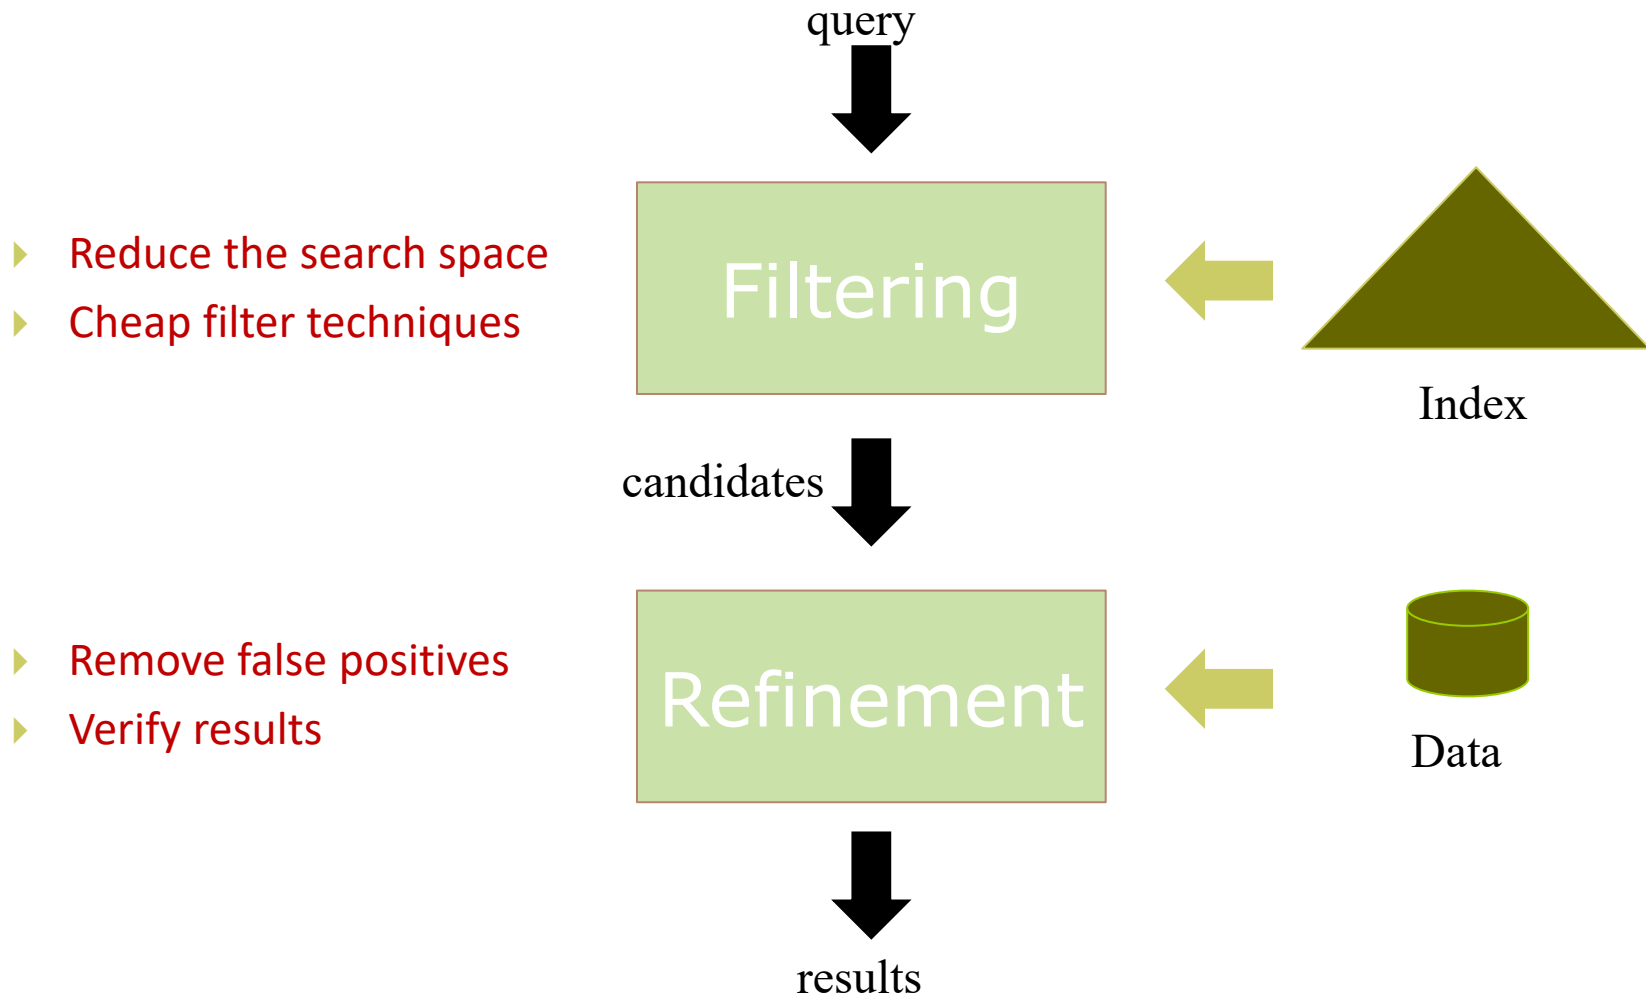 query
Reduce the search space
Cheap filter techniques
Filtering
Index
candidates
Remove false positives
Verify results
Refinement
Data
results